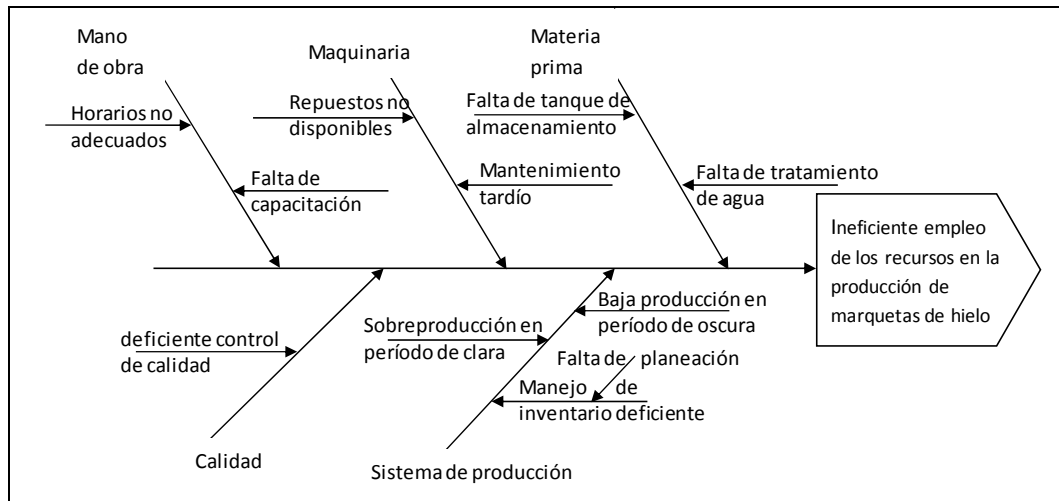 Mano
de obra
Maquinaria
Materia
prima
Horarios no
adecuados
Repuestos no
disponibles
Falta de tanque de
almacenamiento
Falta de
capacitación
Mantenimiento
tardío
Falta de tratamiento
de agua
Ineficiente empleo
de los recursos en la
producción de
marquetas de hielo
deficiente control
de calidad
Sobreproducción en
período de clara
Baja producción en
período de oscura
Falta de planeación
Manejo de
inventario deficiente
Calidad
Sistema de producción